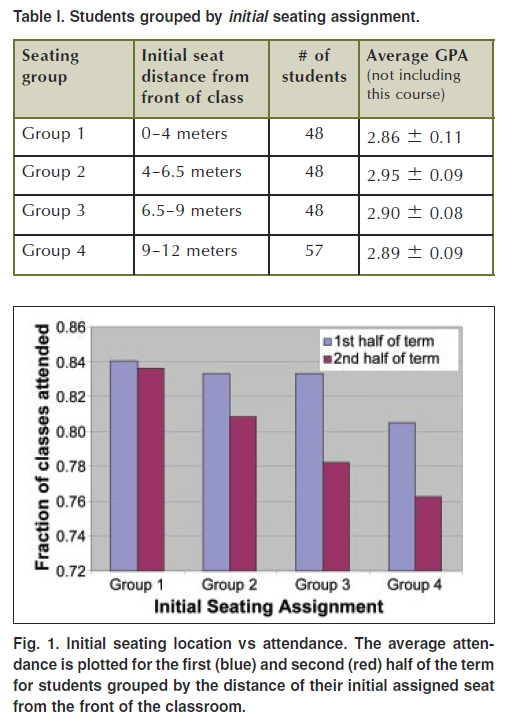 Table I. Students grouped by initial seating assignment.
Seating group
Initial seat distance from front of class
# of students
Average GPA (not including this course)
Group 1 0–4 meters 48 2.86 ± 0.11
Group 2 4–6.5 meters 48 2.95 ± 0.09
Group 3 6.5–9 meters 48 2.90 ± 0.08
Group 4 9–12 meters 57 2.89 ± 0.09
Fraction of classes attended
0.86
0.84
0.82
0.80
0.78
0.76
0.74
0.72
1st half of term
2nd half of term
Group 1 Group 2 Group 3 Group 4
Initial Seating Assignment
Fig. 1. Initial seating location vs attendance. The average atten-
dance is plotted for the first (blue) and second (red) half of the term
for students grouped by the distance of their initial assigned seat
from the front of the classroom.